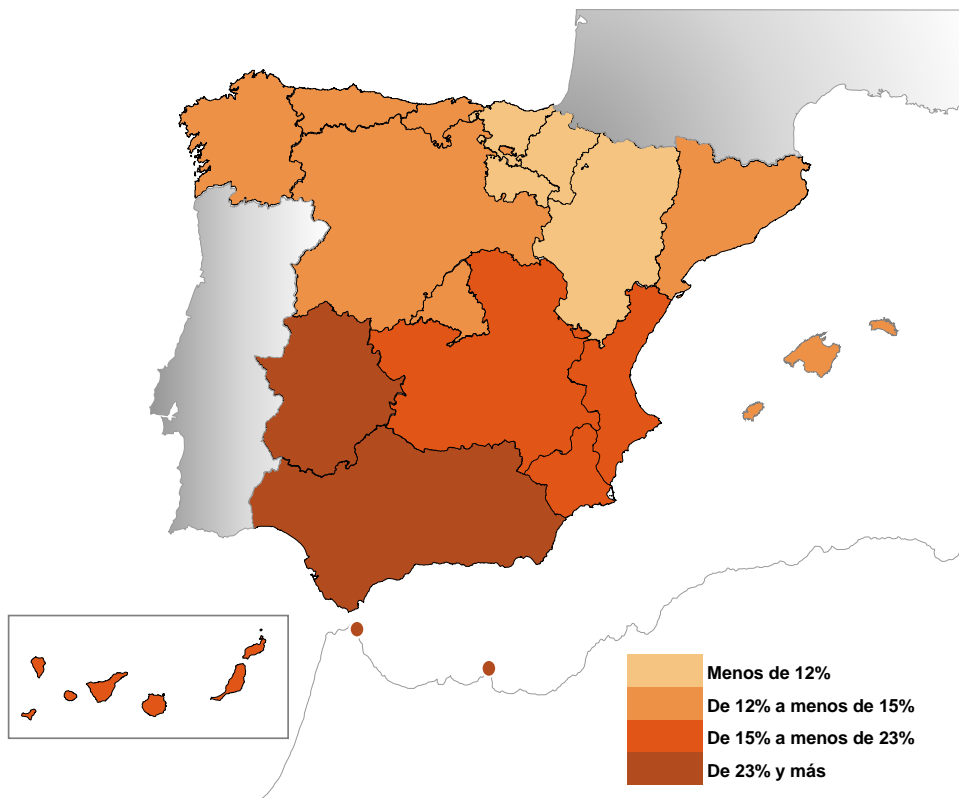 Menos de 12%
De 12% a menos de 15%
De 15% a menos de 23%
De 23% y más